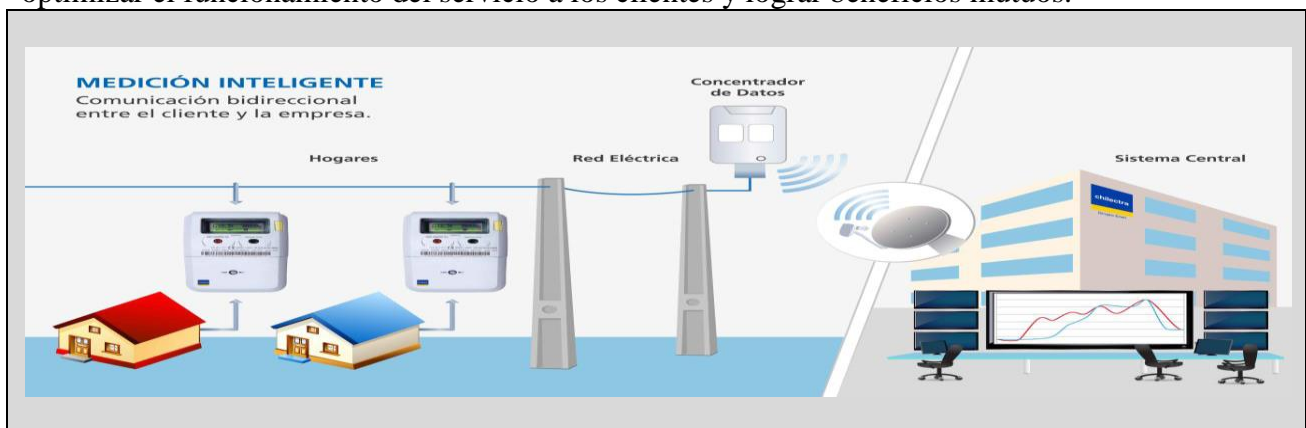 optimizar el funcionamiento del servicio a los clientes y lograr beneficios mutuos.
MEDICIÓN INTELIGENTE
Comunicación bidireccional
entre el cliente y la empresa.
Concentrador
de Datos
Hogares
Red Eléctrica
Sistema Central
chilectra